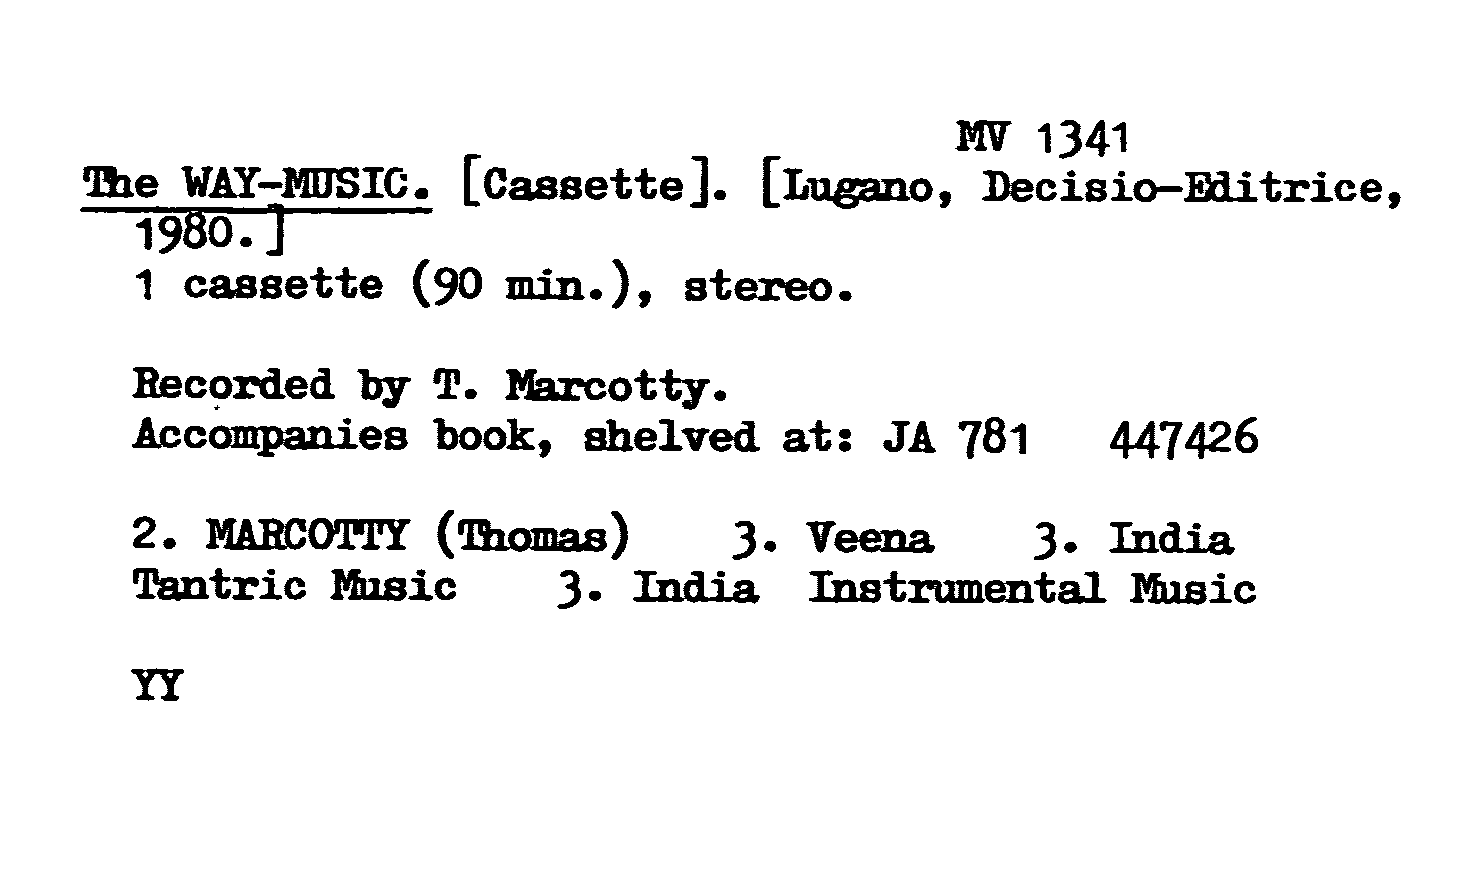 MV 1341
The WAY-MUSIC. [Cassette]. [Lugano, Decisio-Editrice,
1980.]
1 cassette (90 min.), stereo.
Recorded by T. Marcotty.
Accompanies book, shelved at: JA 781 447426
2. MARCOTTY (Thomas) 3. Veena 3. India
Tantric Music 3. India Instrumental Music
YY